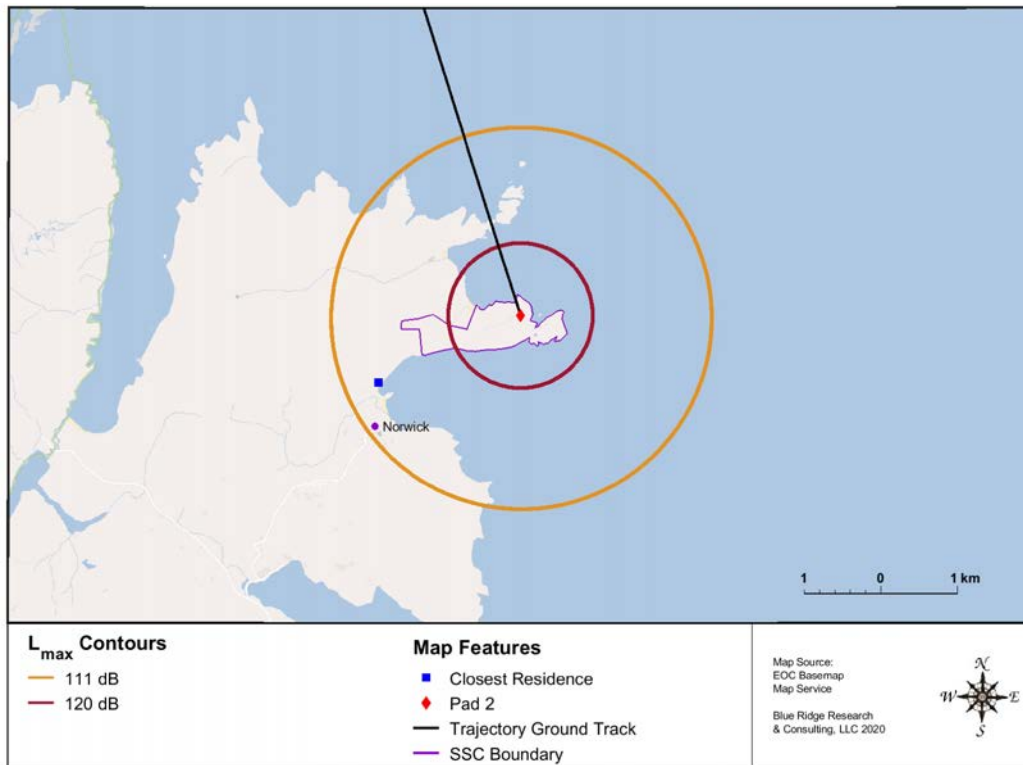 Norwick
1 0 1 km
L_max Contours
111 dB
120 dB
Map Features
Closest Residence
Pad 2
Trajectory Ground Track
SSC Boundary
Map Source:
EOC Basemap
Map Service
Blue Ridge Research
& Consulting, LLC 2020
N
W E
S